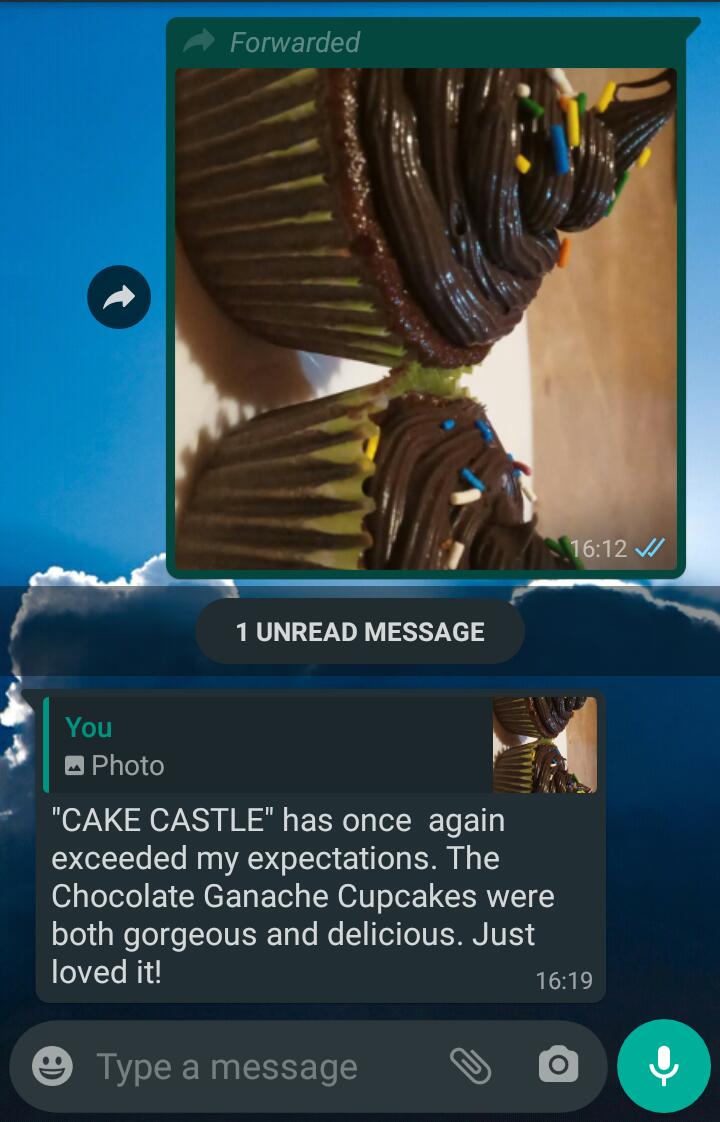 Forwarded
16:12
1 UNREAD MESSAGE
You
Photo
"CAKE CASTLE" has once  again
exceeded my expectations. The
Chocolate Ganache Cupcakes were
both gorgeous and delicious. Just
loved it!
16:19
Type a message